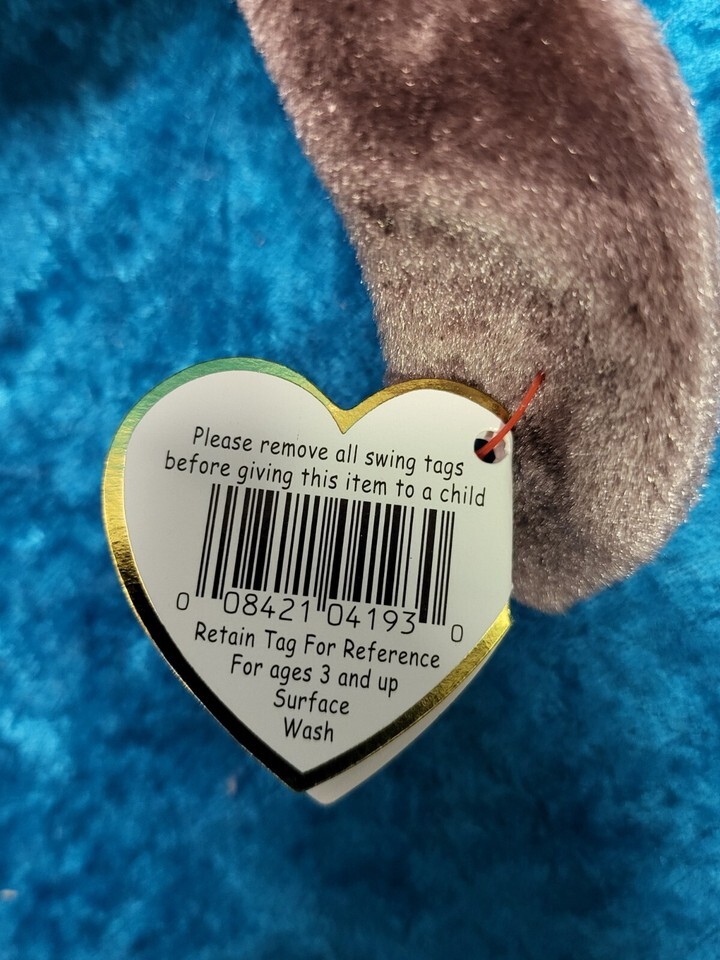 Please remove all swing tags
before giving this item to a child
0 08421 04193 0
Retain Tag For Reference
For ages 3 and up
Surface
Wash